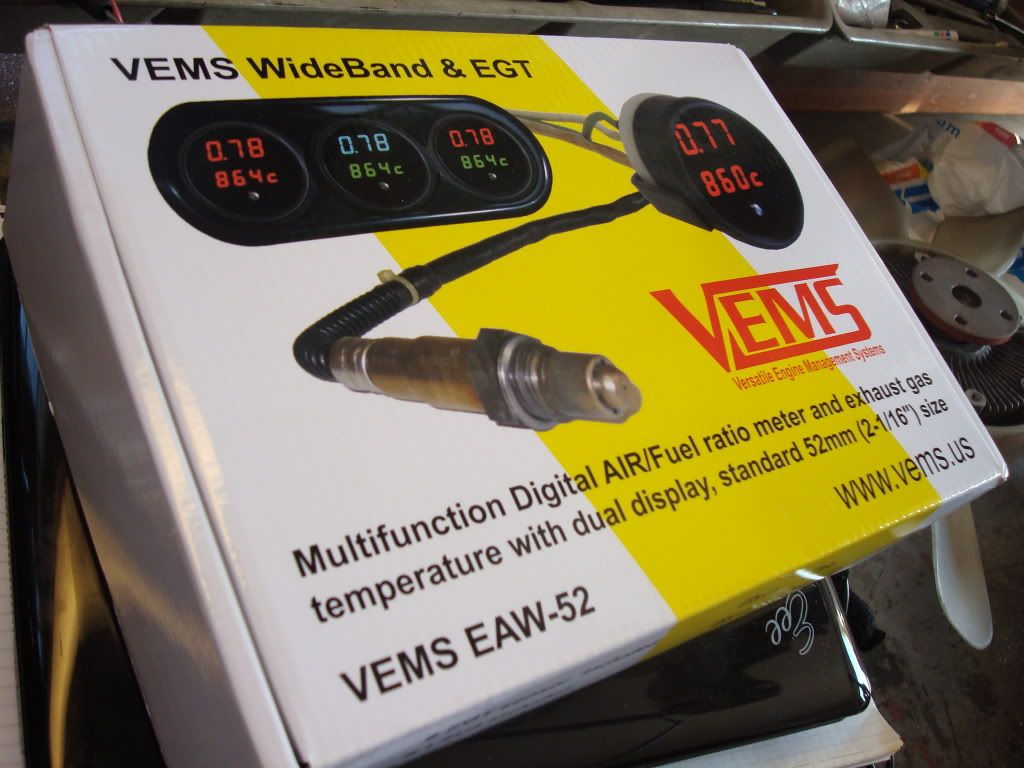 VEMS WideBand & EGT
0.78
864c
0.78
864c
0.78
864c
0.77
860c
VEMS
Versatile Engine Management Systems
Multifunction Digital AIR/Fuel ratio meter and exhaust gas
temperature with dual display, standard 52mm (2-1/16") size
www.vems.us
VEMS EAW-52
Eee